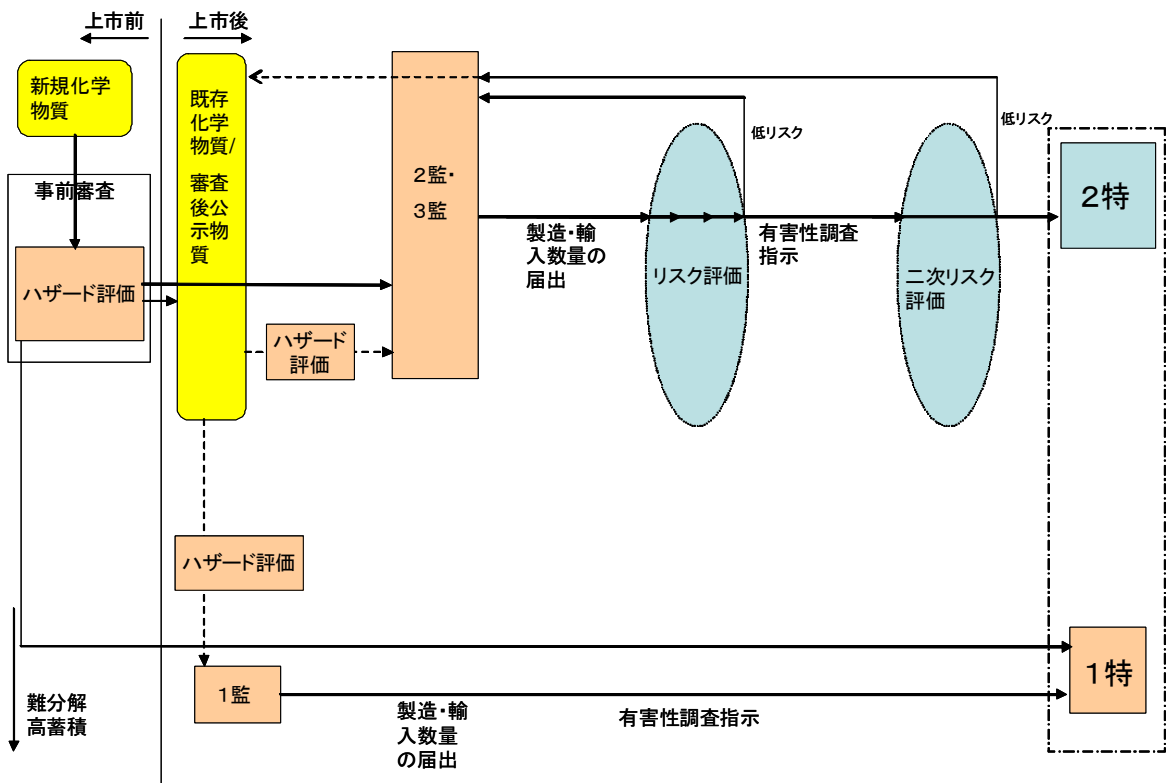 上市前
上市後
新規化学
物質
事前審査
ハザード評価
既存
化学
物質/
審査
後公
示物
質
ハザード
評価
2監・
3監
製造・輸
入数量の
届出
リスク評価
低リスク
有害性調査
指示
二次リスク
評価
低リスク
2特
ハザード評価
難分解
高蓄積
1監
製造・輸
入数量
の届出
有害性調査指示
1特